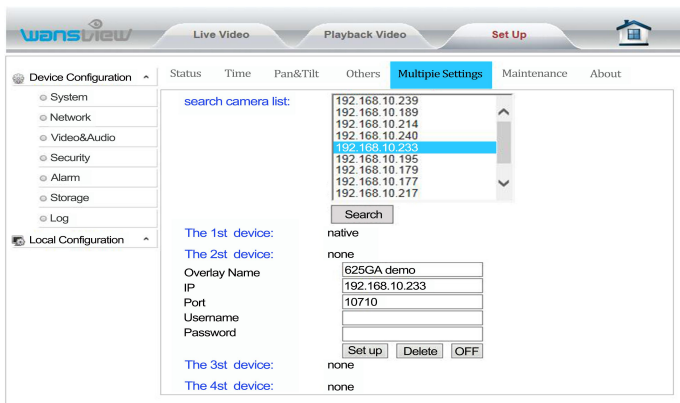 wansview
Live Video
Playback Video
Set Up
Device Configuration
System
Network
Video&Audio
Security
Alarm
Storage
Log
Local Configuration
Status Time Pan&Tilt Others Multipie Settings Maintenance About
search camera list:
192.168.10.239
192.168.10.189
192.168.10.214
192.168.10.240
192.168.10.233
192.168.10.195
192.168.10.179
192.168.10.177
192.168.10.217
Search
The 1st device: native
The 2st device: none
Overlay Name 625GA demo
IP 192.168.10.233
Port 10710
Username
Password
Set up Delete OFF
The 3st device: none
The 4st device: none